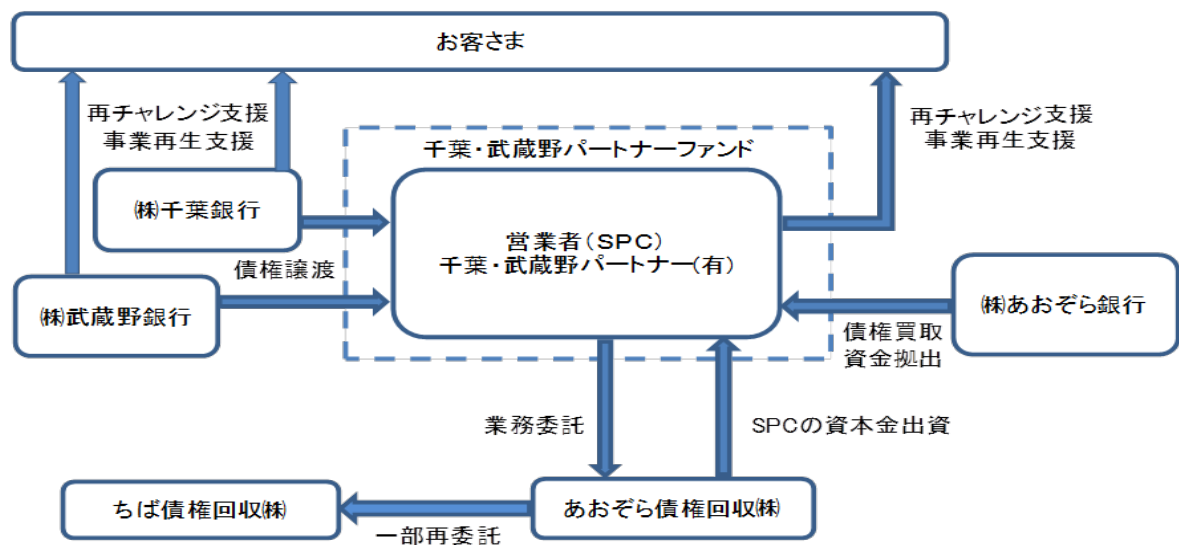 お客さま
再チャレンジ支援
事業再生支援
再チャレンジ支援
事業再生支援
千葉・武蔵野パートナーファンド
㈱千葉銀行
営業者(SPC)
千葉・武蔵野パートナー(有)
債権譲渡
㈱武蔵野銀行
㈱あおぞら銀行
債権買取
資金拠出
業務委託
SPCの資本金出資
ちば債権回収㈱
あおぞら債権回収㈱
一部再委託